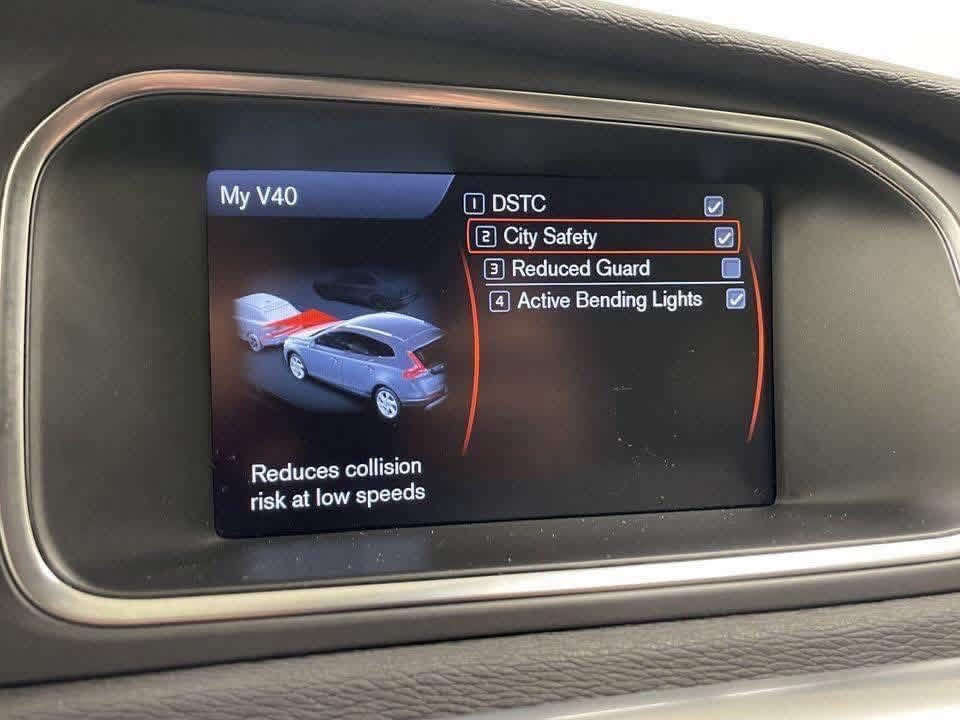 My V40
1 DSTC
2 City Safety
3 Reduced Guard
4 Active Bending Lights
Reduces collision
risk at low speeds